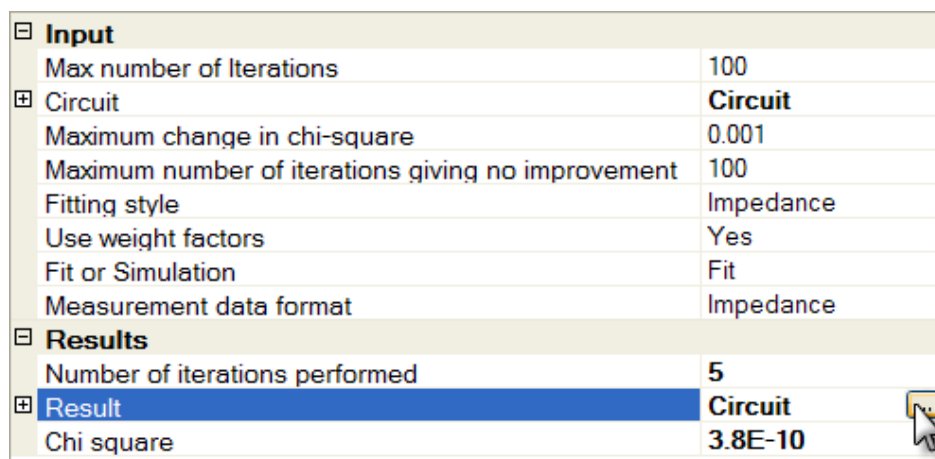 Input
Max number of Iterations 100
Circuit Circuit
Maximum change in chi-square 0.001
Maximum number of iterations giving no improvement 100
Fitting style Impedance
Use weight factors Yes
Fit or Simulation Fit
Measurement data format Impedance
Results
Number of iterations performed 5
Result Circuit ...
Chi square 3.8E-10